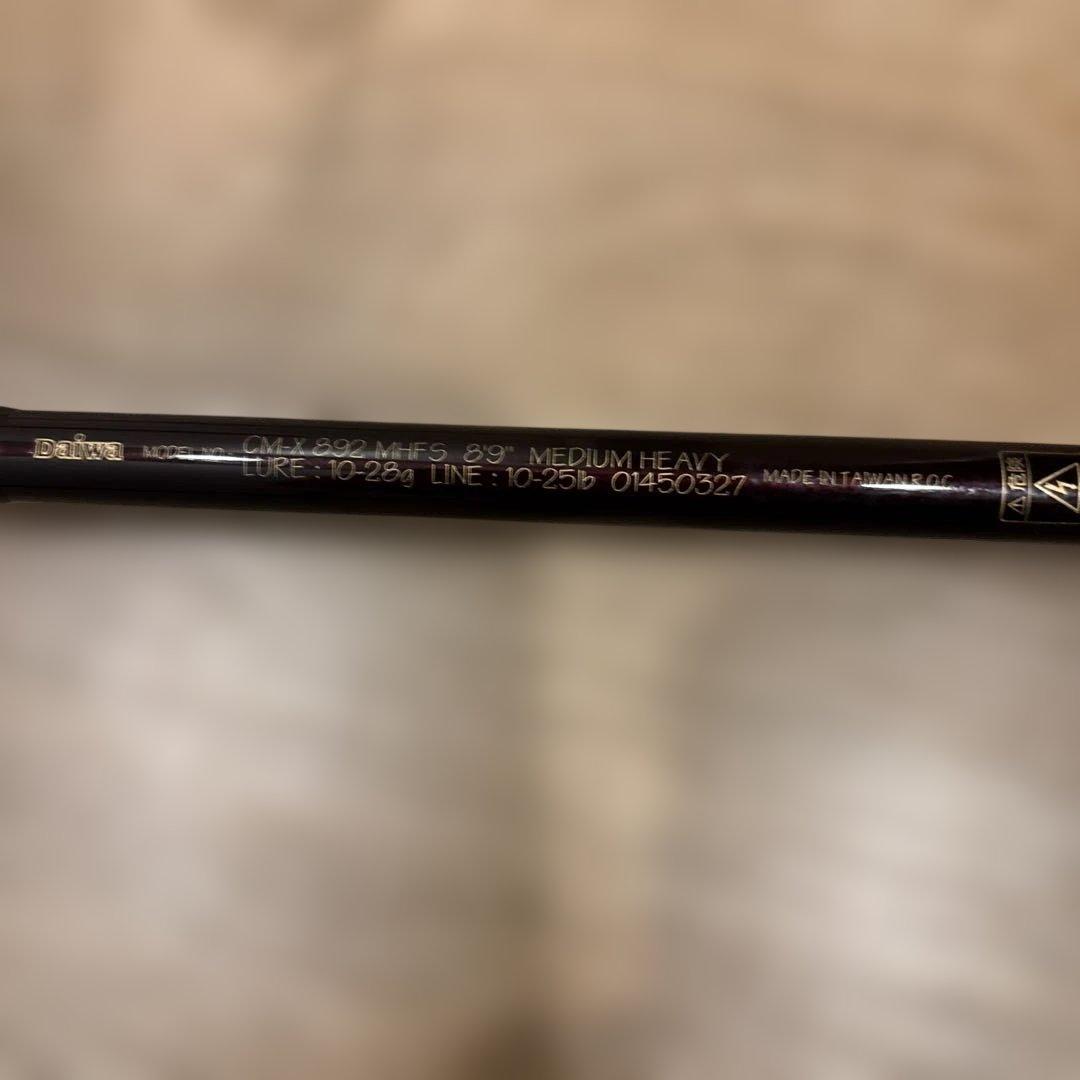 Daiwa MODEL NO. CM-X 892 MHFS 8'9" MEDIUM HEAVY
LURE : 10-28g LINE : 10-25lb 01450327 MADE IN TAIWAN R.O.C.
危険